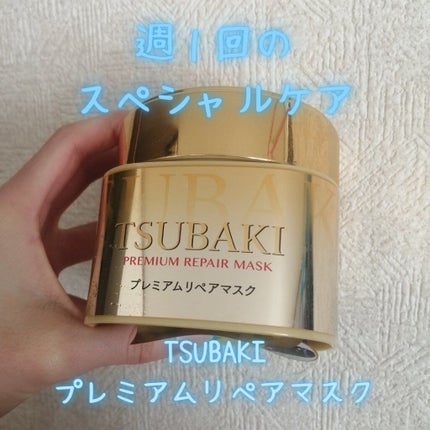 週1回の
スペシャルケア
UBAK
TSUBAKI
PREMIUM REPAIR MASK
プレミアムリペアマスク
TSUBAKI
プレミアムリペアマスク